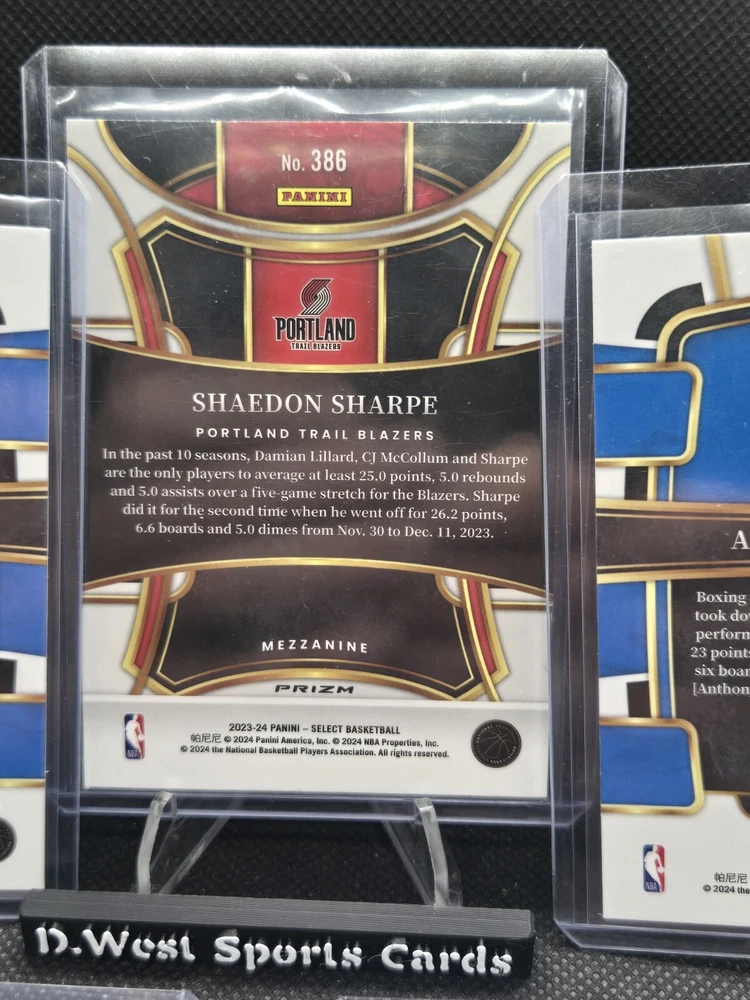 No. 386
PANINI
PORTLAND
TRAIL BLAZERS
SHAEDON SHARPE
PORTLAND TRAIL BLAZERS
In the past 10 seasons, Damian Lillard, CJ McCollum and Sharpe
are the only players to average at least 25.0 points, 5.0 rebounds
and 5.0 assists over a five-game stretch for the Blazers. Sharpe
did it for the second time when he went off for 26.2 points,
6.6 boards and 5.0 dimes from Nov. 30 to Dec. 11, 2023.
MEZZANINE
PRIZM
NBA
2023-24 PANINI – SELECT BASKETBALL
帕尼尼 © 2024 Panini America, Inc. © 2024 NBA Properties, Inc.
© 2024 the National Basketball Players Association. All rights reserved.
A
Boxing
took do
perform
23 points
six boar
[Anthon
NBA
帕尼尼
© 2024 the
D.West Sports Cards